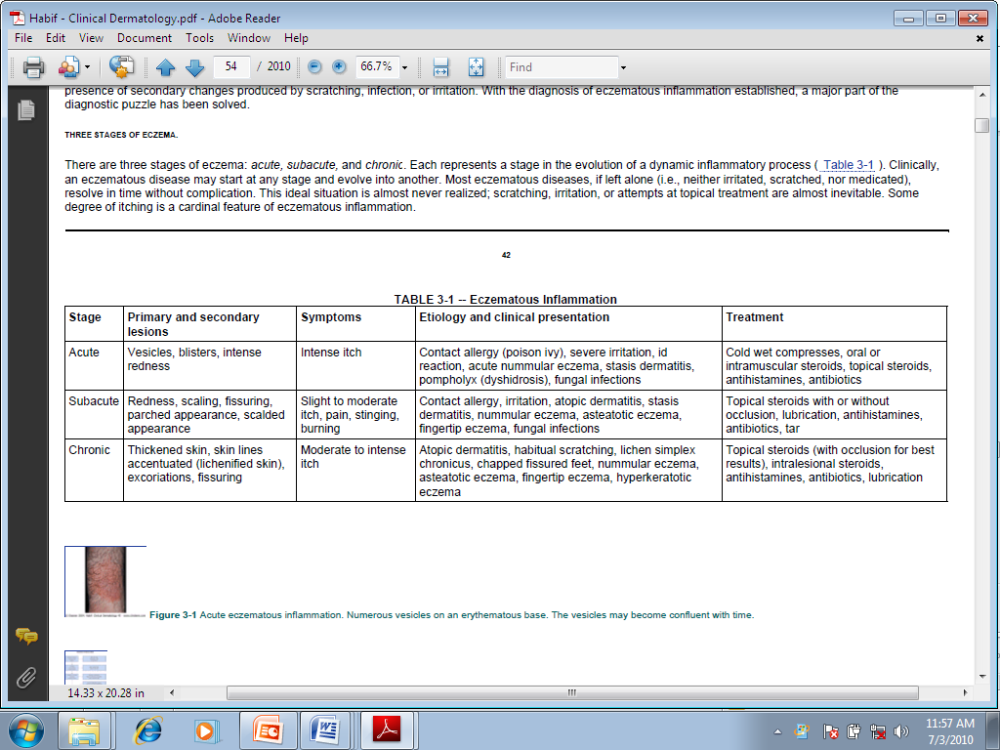 Habif - Clinical Dermatology.pdf - Adobe Reader
File Edit View Document Tools Window Help
54 / 2010 66.7% Find
presence of secondary changes produced by scratching, infection, or irritation. With the diagnosis of eczematous inflammation established, a major part of the
diagnostic puzzle has been solved.
THREE STAGES OF ECZEMA.
There are three stages of eczema: acute, subacute, and chronic. Each represents a stage in the evolution of a dynamic inflammatory process ( Table 3-1 ). Clinically,
an eczematous disease may start at any stage and evolve into another. Most eczematous diseases, if left alone (i.e., neither irritated, scratched, nor medicated),
resolve in time without complication. This ideal situation is almost never realized; scratching, irritation, or attempts at topical treatment are almost inevitable. Some
degree of itching is a cardinal feature of eczematous inflammation.
42
TABLE 3-1 -- Eczematous Inflammation
Stage Primary and secondary Symptoms Etiology and clinical presentation Treatment
lesions
Acute Vesicles, blisters, intense Intense itch Contact allergy (poison ivy), severe irritation, id Cold wet compresses, oral or
redness reaction, acute nummular eczema, stasis dermatitis, intramuscular steroids, topical steroids,
pompholyx (dyshidrosis), fungal infections antihistamines, antibiotics
Subacute Redness, scaling, fissuring, Slight to moderate Contact allergy, irritation, atopic dermatitis, stasis Topical steroids with or without
parched appearance, scalded itch, pain, stinging, dermatitis, nummular eczema, asteatotic eczema, occlusion, lubrication, antihistamines,
appearance burning fingertip eczema, fungal infections antibiotics, tar
Chronic Thickened skin, skin lines Moderate to intense Atopic dermatitis, habitual scratching, lichen simplex Topical steroids (with occlusion for best
accentuated (lichenified skin), itch chronicus, chapped fissured feet, nummular eczema, results), intralesional steroids,
excoriations, fissuring asteatotic eczema, fingertip eczema, hyperkeratotic antihistamines, antibiotics, lubrication
eczema
Figure 3-1 Acute eczematous inflammation. Numerous vesicles on an erythematous base. The vesicles may become confluent with time.
14.33 x 20.28 in
11:57 AM
7/3/2010